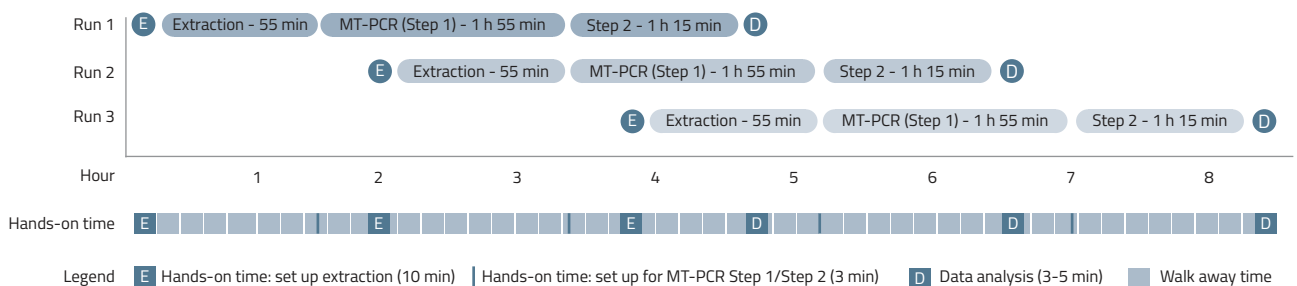 Run 1 E Extraction - 55 min MT-PCR (Step 1) - 1 h 55 min Step 2 - 1 h 15 min D
Run 2 E Extraction - 55 min MT-PCR (Step 1) - 1 h 55 min Step 2 - 1 h 15 min D
Run 3 E Extraction - 55 min MT-PCR (Step 1) - 1 h 55 min Step 2 - 1 h 15 min D
Hour 1 2 3 4 5 6 7 8
Hands-on time E E E D D D
Legend E Hands-on time: set up extraction (10 min) Hands-on time: set up for MT-PCR Step 1/Step 2 (3 min) D Data analysis (3-5 min) Walk away time